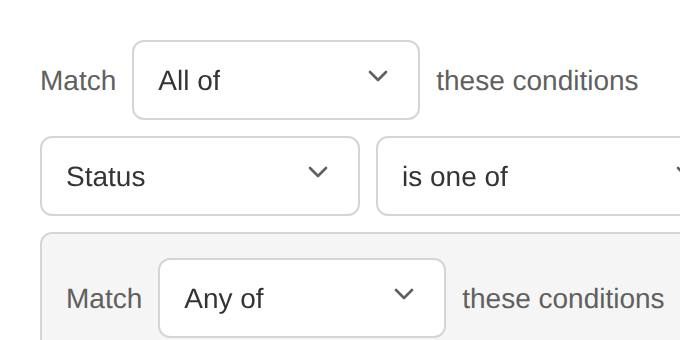 Match All of these conditions
Status is one of
Match Any of these conditions